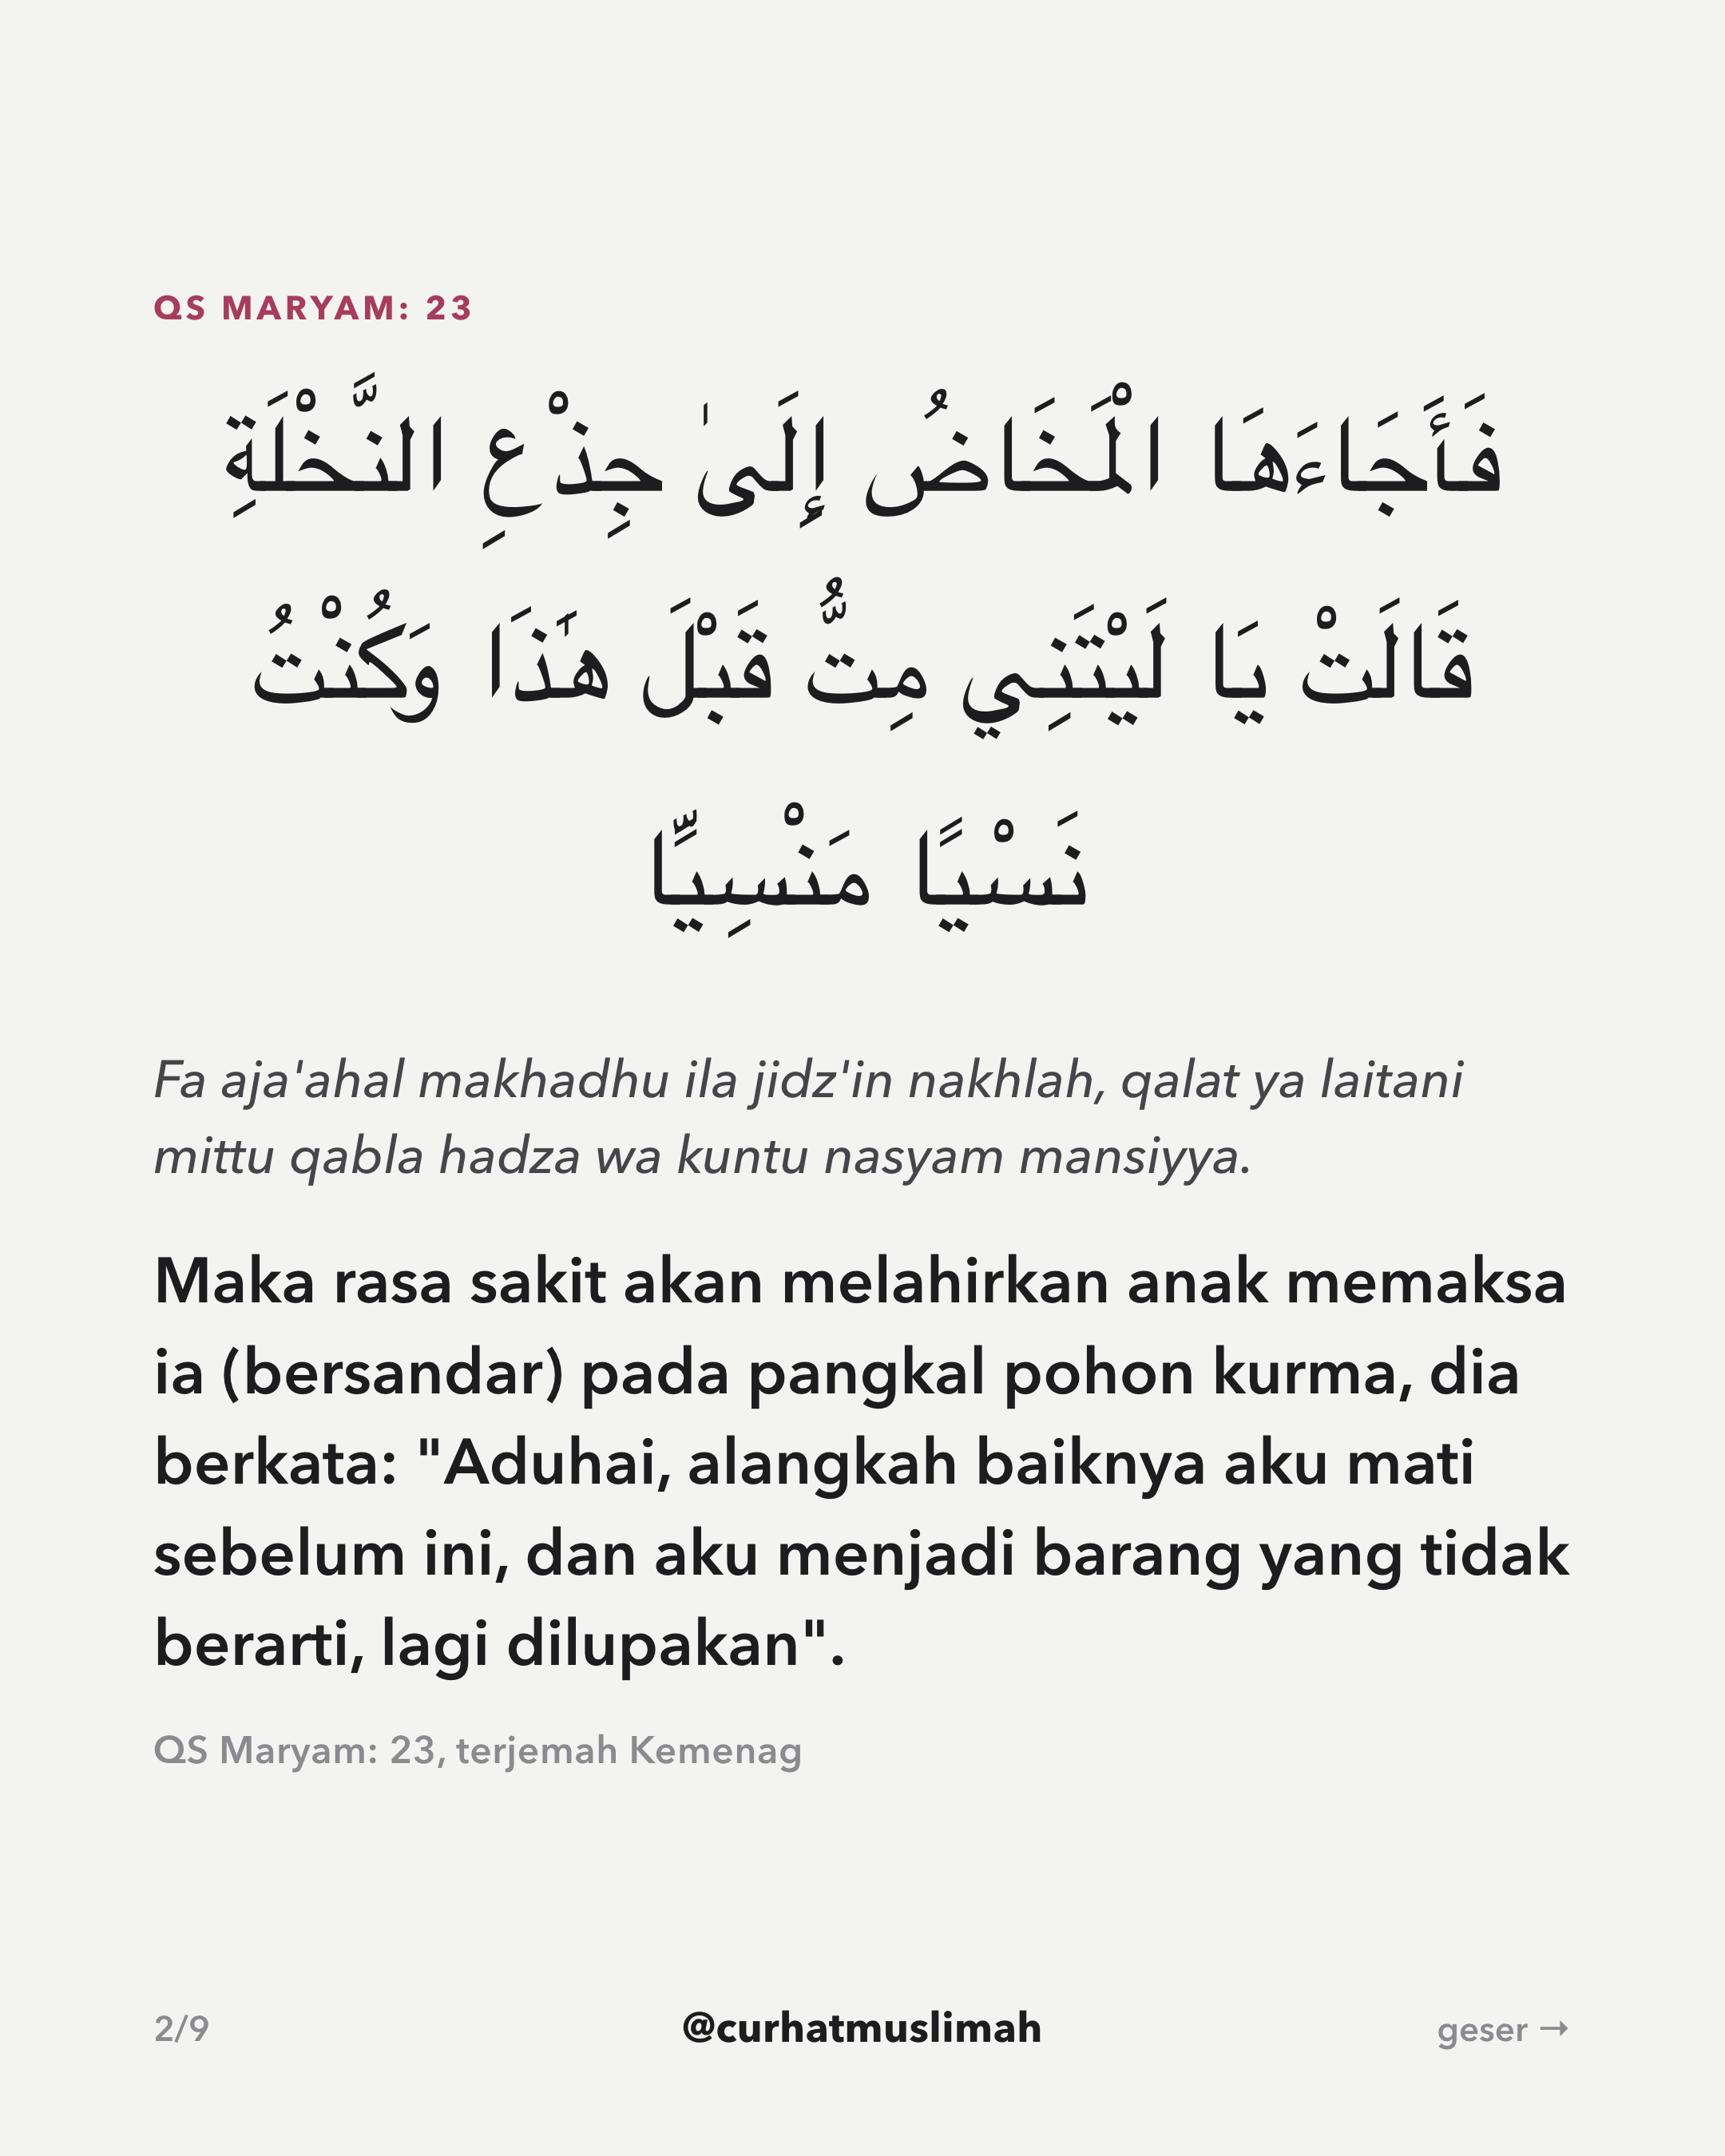 QS MARYAM: 23
فَأَجَاءَهَا الْمَخَاضُ إِلَىٰ جِذْعِ النَّخْلَةِ
قَالَتْ يَا لَيْتَنِي مِتُّ قَبْلَ هَٰذَا وَكُنْتُ
نَسْيًا مَنْسِيًّا
Fa aja'ahal makhadhu ila jidz'in nakhlah, qalat ya laitani
mittu qabla hadza wa kuntu nasyam mansiyya.
Maka rasa sakit akan melahirkan anak memaksa
ia (bersandar) pada pangkal pohon kurma, dia
berkata: "Aduhai, alangkah baiknya aku mati
sebelum ini, dan aku menjadi barang yang tidak
berarti, lagi dilupakan".
QS Maryam: 23, terjemah Kemenag
2/9
@curhatmuslimah
geser →